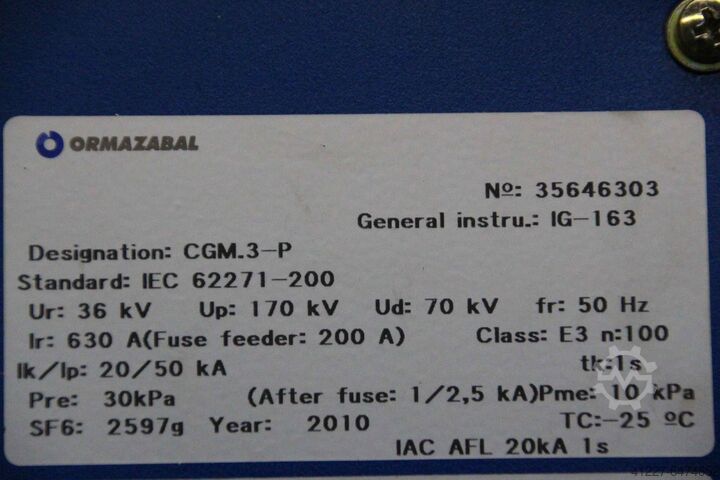 ORMAZABAL
Nº: 35646303
General instru.: IG-163
Designation: CGM.3-P
Standard: IEC 62271-200
Ur: 36 kV Up: 170 kV Ud: 70 kV fr: 50 Hz
Ir: 630 A(Fuse feeder: 200 A) Class: E3 n:100
Ik/Ip: 20/50 kA tk:1s
Pre: 30kPa (After fuse: 1/2,5 kA)Pme: 10 kPa
SF6: 2597g Year: 2010 TC:-25 ºC
IAC AFL 20kA 1s